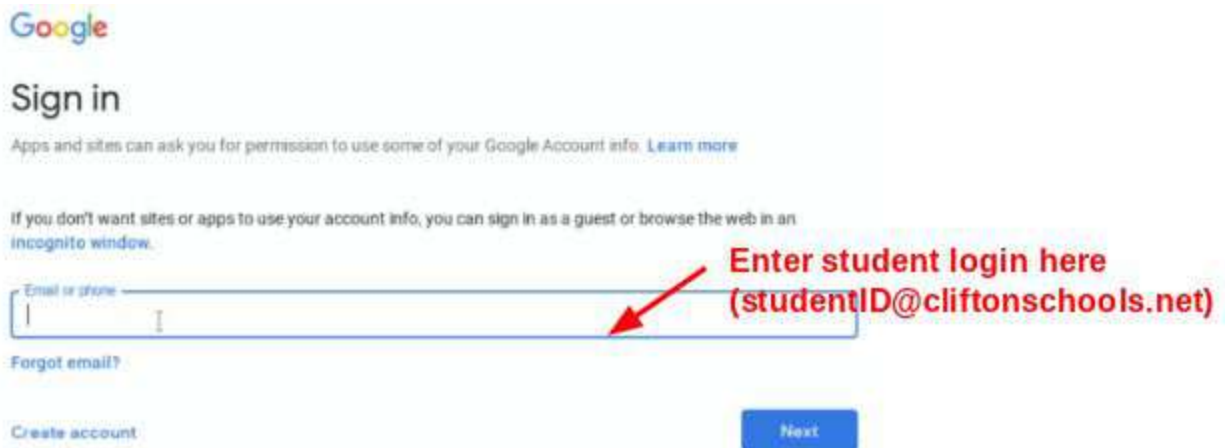 Google
Sign in
Apps and sites can ask you for permission to use some of your Google Account info. Learn more
If you don't want sites or apps to use your account info, you can sign in as a guest or browse the web in an
incognito window.
Enter student login here
(studentID@cliftonschools.net)
Email or phone
Forgot email?
Create account
Next